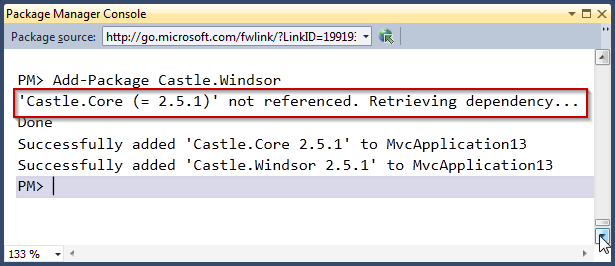 Package Manager Console
Package source: http://go.microsoft.com/fwlink/?LinkID=19919
PM> Add-Package Castle.Windsor
'Castle.Core (= 2.5.1)' not referenced. Retrieving dependency...
Done
Successfully added 'Castle.Core 2.5.1' to MvcApplication13
Successfully added 'Castle.Windsor 2.5.1' to MvcApplication13
PM>
133 %